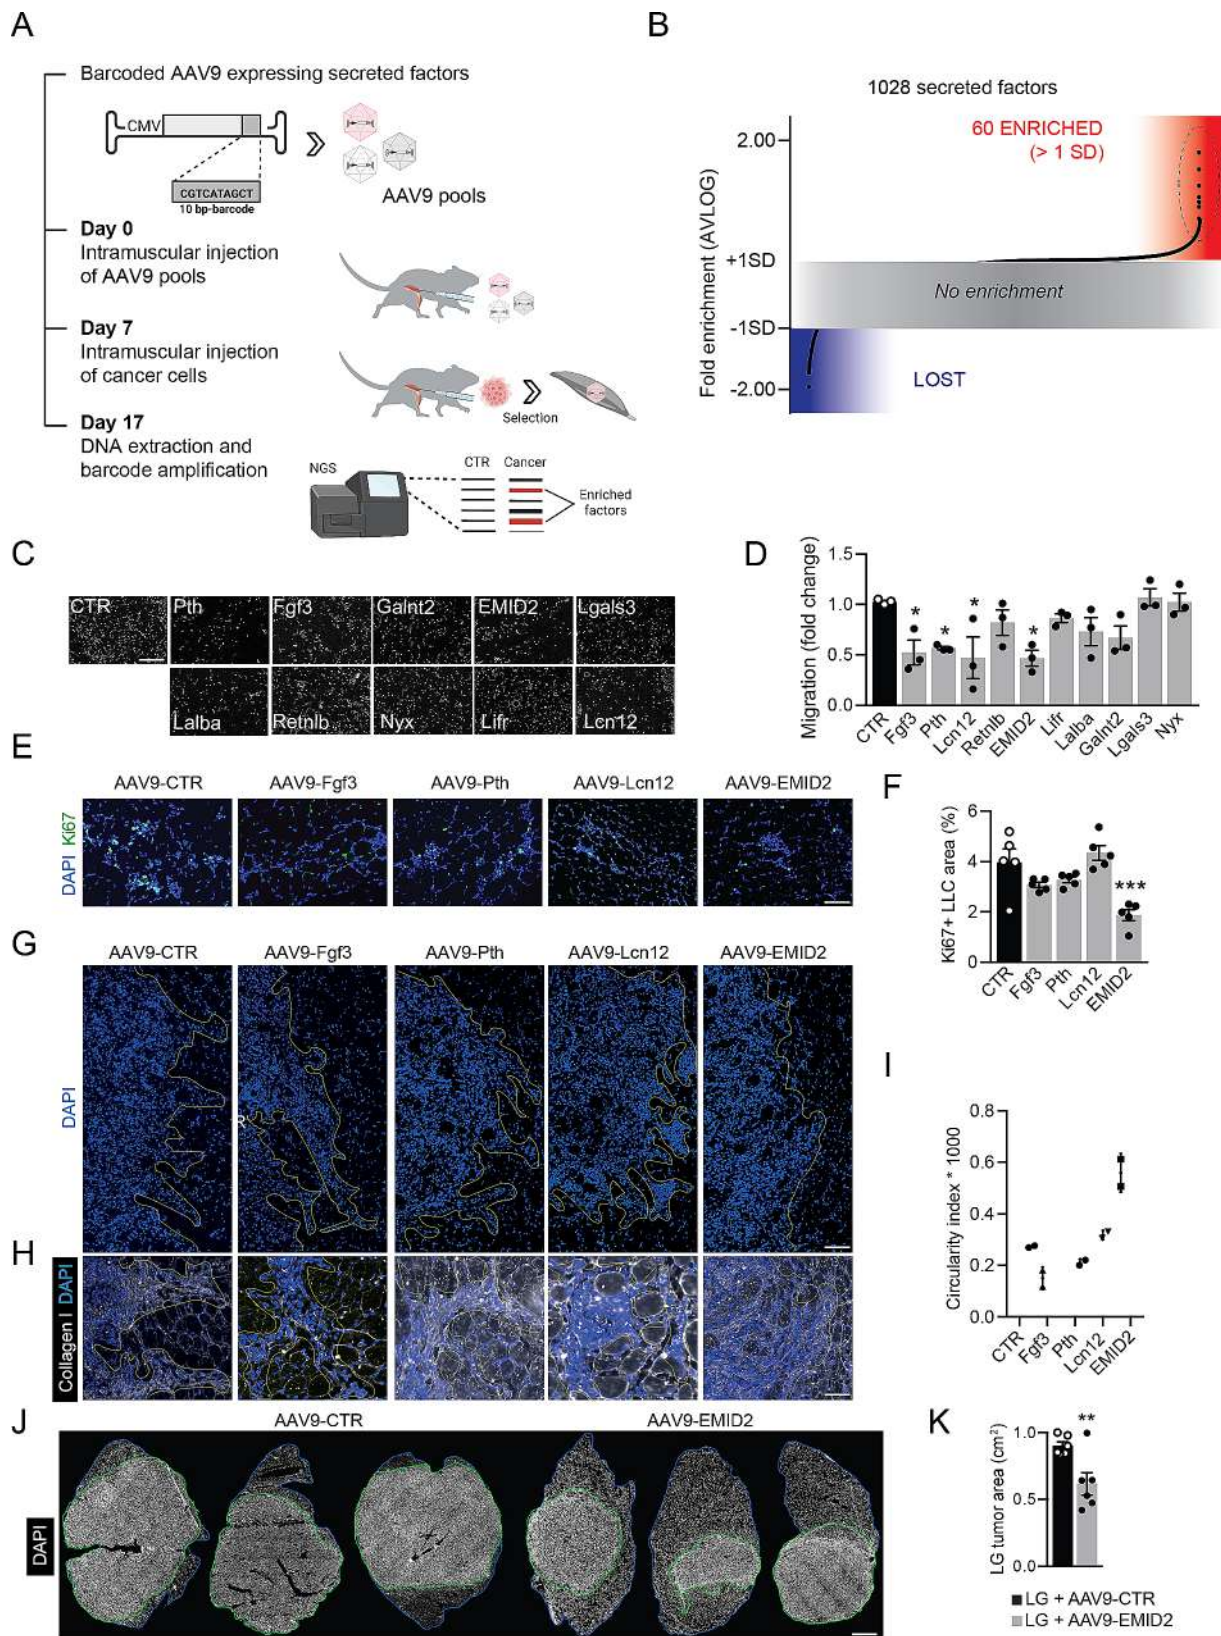 A
Barcoded AAV9 expressing secreted factors
CMV
CGTCATAGCT
10 bp-barcode
AAV9 pools
Day 0
Intramuscular injection
of AAV9 pools
Day 7
Intramuscular injection
of cancer cells
Selection
Day 17
DNA extraction and
barcode amplification
NGS
CTR
Cancer
Enriched
factors
B
1028 secreted factors
60 ENRICHED
(> 1 SD)
Fold enrichment (AVLOG)
2.00
+1SD
-1SD
-2.00
No enrichment
LOST
C
CTR
Pth
Fgf3
Galnt2
EMID2
Lgals3
Lalba
Retnlb
Nyx
Lifr
Lcn12
D
Migration (fold change)
1.5
1.0
0.5
0.0
*
*
*
*
CTR
Fgf3
Pth
Lcn12
Retnlb
EMID2
Lifr
Lalba
Galnt2
Lgals3
Nyx
E
AAV9-CTR
AAV9-Fgf3
AAV9-Pth
AAV9-Lcn12
AAV9-EMID2
DAPI Ki67
F
Ki67+ LLC area (%)
6
4
2
0
***
CTR
Fgf3
Pth
Lcn12
EMID2
G
AAV9-CTR
AAV9-Fgf3
AAV9-Pth
AAV9-Lcn12
AAV9-EMID2
DAPI
H
Collagen I DAPI
I
Circularity index * 1000
0.8
0.6
0.4
0.2
0.0
CTR
Fgf3
Pth
Lcn12
EMID2
J
AAV9-CTR
AAV9-EMID2
DAPI
K
LG tumor area (cm²)
1.0
0.5
0.0
**
LG + AAV9-CTR
LG + AAV9-EMID2